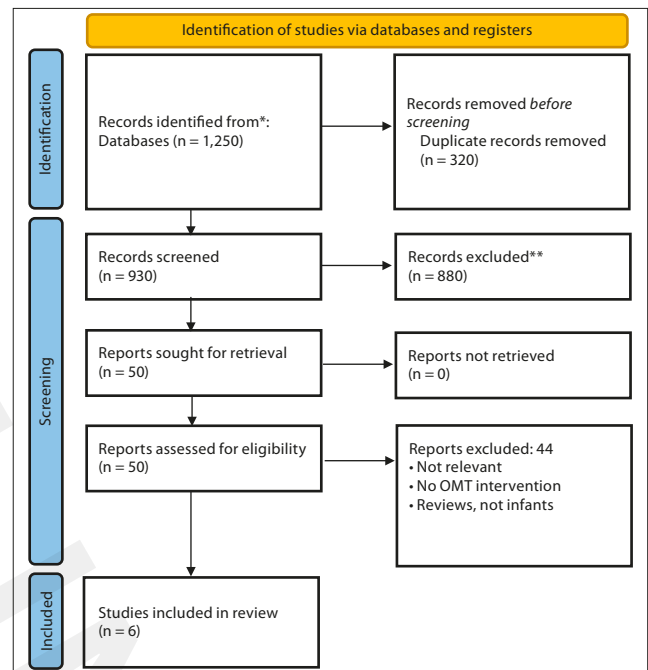 Identification of studies via databases and registers
Identification
Records identified from*:
Databases (n = 1,250)
Records removed before
screening
Duplicate records removed
(n = 320)
Screening
Records screened
(n = 930)
Records excluded**
(n = 880)
Reports sought for retrieval
(n = 50)
Reports not retrieved
(n = 0)
Reports assessed for eligibility
(n = 50)
Reports excluded: 44
• Not relevant
• No OMT intervention
• Reviews, not infants
Included
Studies included in review
(n = 6)